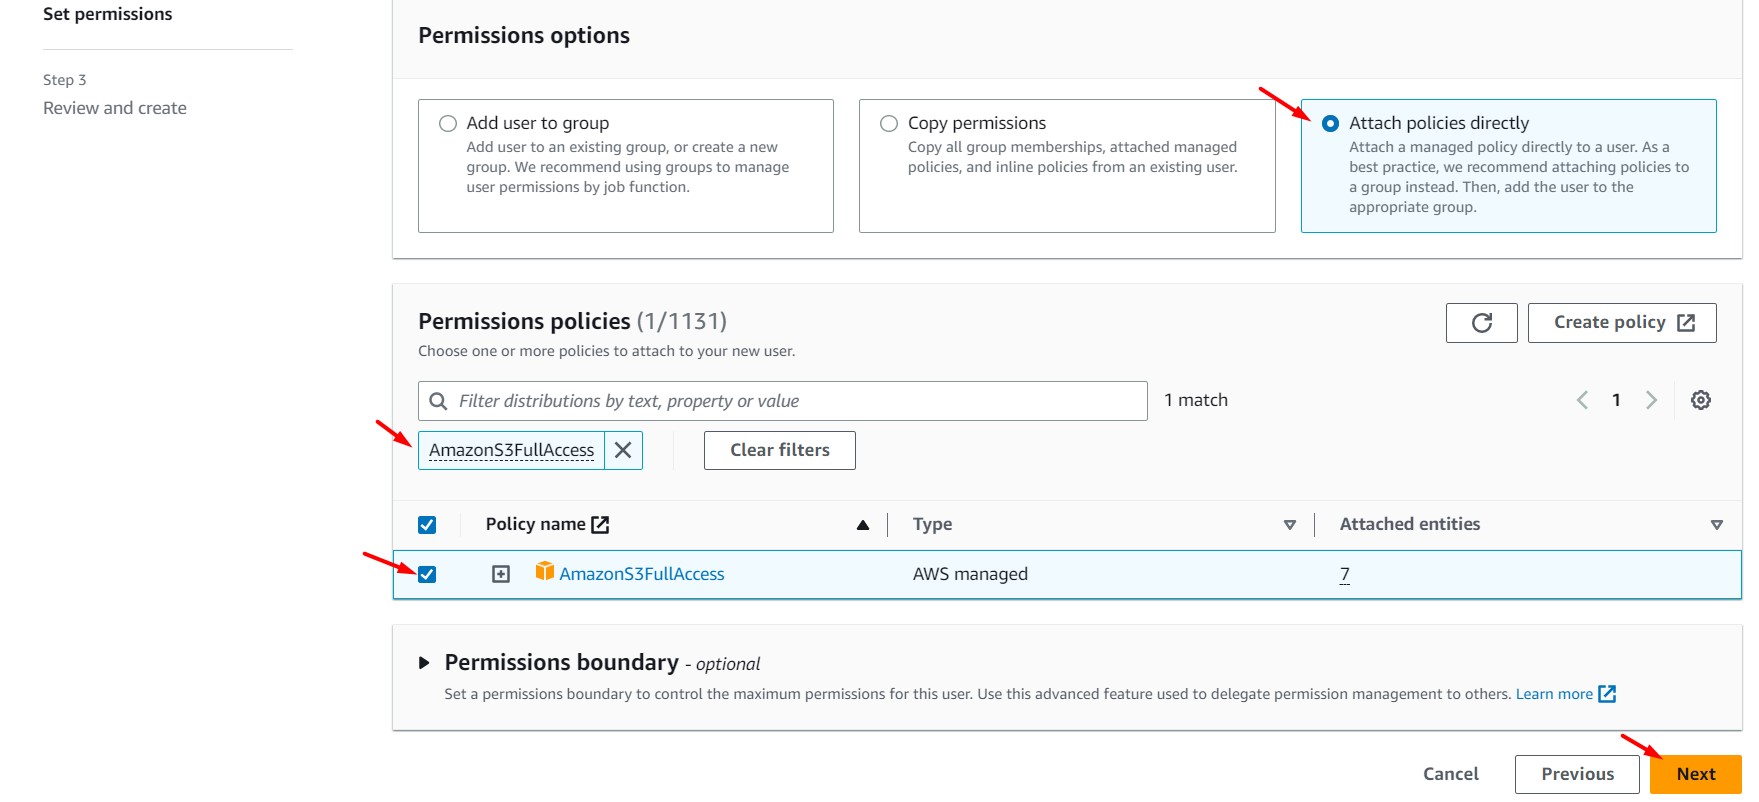 Set permissions
Step 3
Review and create
Permissions options
Add user to group
Add user to an existing group, or create a new
group. We recommend using groups to manage
user permissions by job function.
Copy permissions
Copy all group memberships, attached managed
policies, and inline policies from an existing user.
Attach policies directly
Attach a managed policy directly to a user. As a
best practice, we recommend attaching policies to
a group instead. Then, add the user to the
appropriate group.
Permissions policies (1/1131)
Choose one or more policies to attach to your new user.
Create policy
Filter distributions by text, property or value
1 match
1
AmazonS3FullAccess
Clear filters
Policy name
Type
Attached entities
AmazonS3FullAccess
AWS managed
7
Permissions boundary - optional
Set a permissions boundary to control the maximum permissions for this user. Use this advanced feature used to delegate permission management to others. Learn more
Cancel
Previous
Next